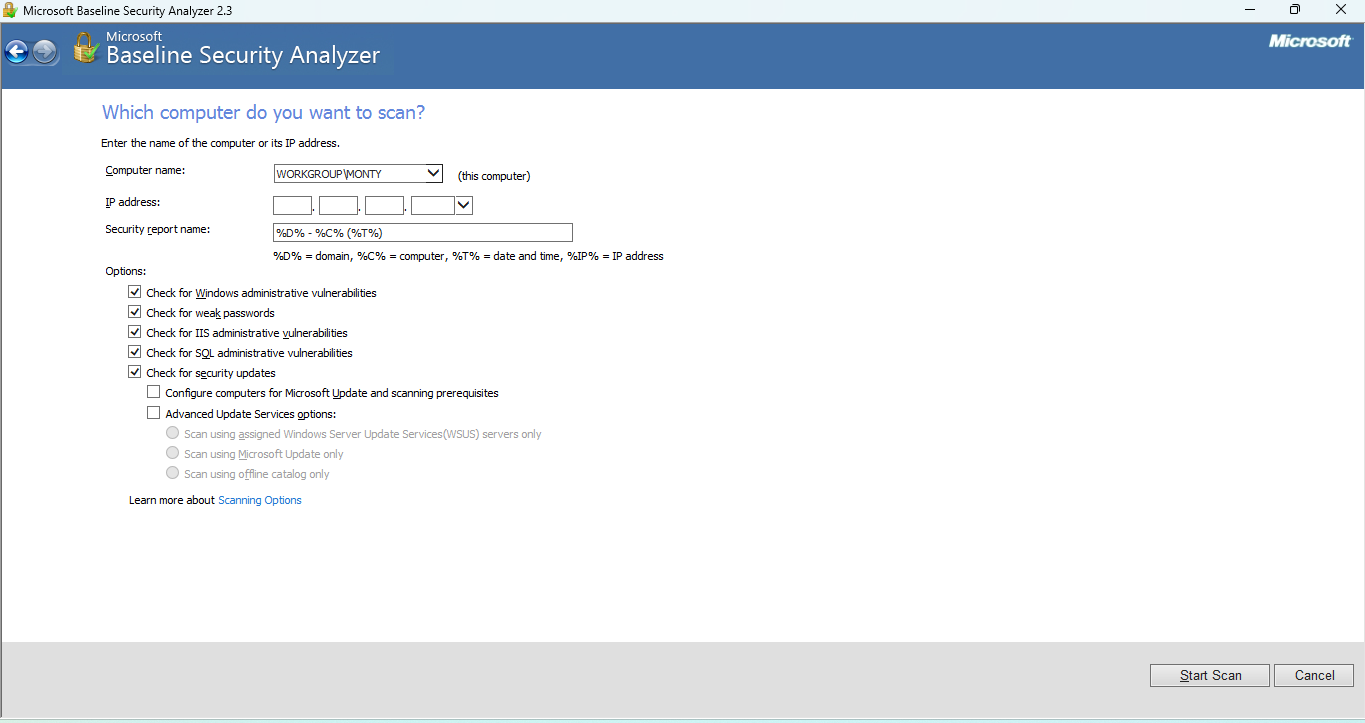 Microsoft Baseline Security Analyzer 2.3
Microsoft
Baseline Security Analyzer
Microsoft
Which computer do you want to scan?
Enter the name of the computer or its IP address.
Computer name:
WORKGROUP\MONTY
(this computer)
IP address:
. . .
Security report name:
%D% - %C% (%T%)
%D% = domain, %C% = computer, %T% = date and time, %IP% = IP address
Options:
Check for Windows administrative vulnerabilities
Check for weak passwords
Check for IIS administrative vulnerabilities
Check for SQL administrative vulnerabilities
Check for security updates
Configure computers for Microsoft Update and scanning prerequisites
Advanced Update Services options:
Scan using assigned Windows Server Update Services(WSUS) servers only
Scan using Microsoft Update only
Scan using offline catalog only
Learn more about Scanning Options
Start Scan
Cancel